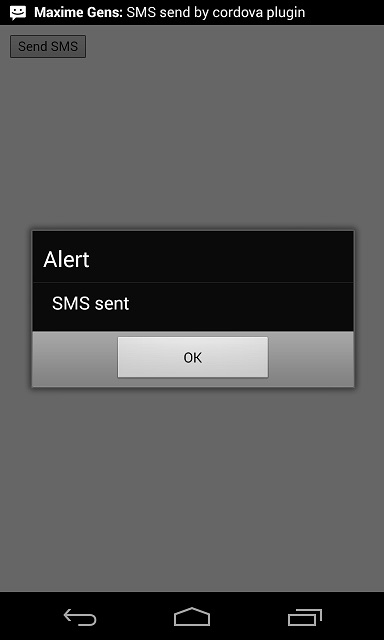 Maxime Gens: SMS send by cordova plugin
Send SMS
Alert
SMS sent
OK